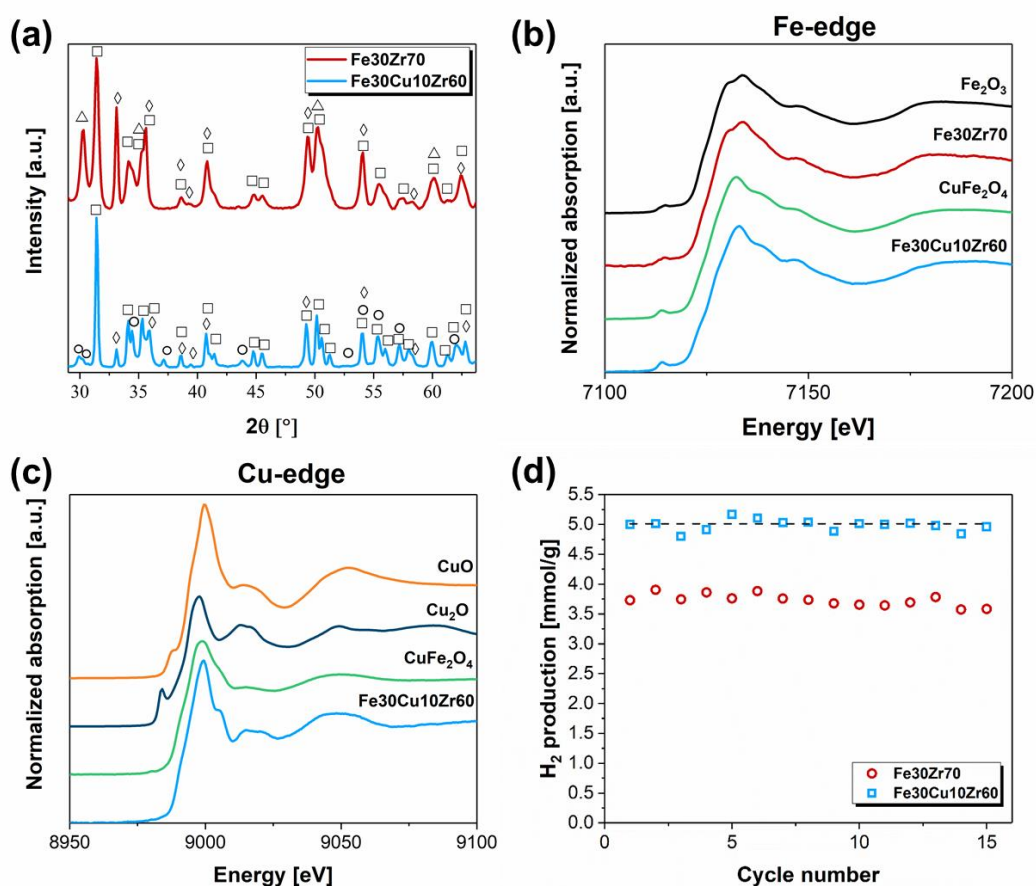 (a)
Fe30Zr70
Fe30Cu10Zr60
Intensity [a.u.]
30 35 40 45 50 55 60
2θ [°]
(b)
Fe-edge
Fe₂O₃
Fe30Zr70
CuFe₂O₄
Fe30Cu10Zr60
Normalized absorption [a.u.]
7100 7150 7200
Energy [eV]
(c)
Cu-edge
CuO
Cu₂O
CuFe₂O₄
Fe30Cu10Zr60
Normalized absorption [a.u.]
8950 9000 9050 9100
Energy [eV]
(d)
5.5
5.0
4.5
4.0
3.5
3.0
2.5
2.0
1.5
1.0
0.5
0.0
H₂ production [mmol/g]
Fe30Zr70
Fe30Cu10Zr60
0 5 10 15
Cycle number